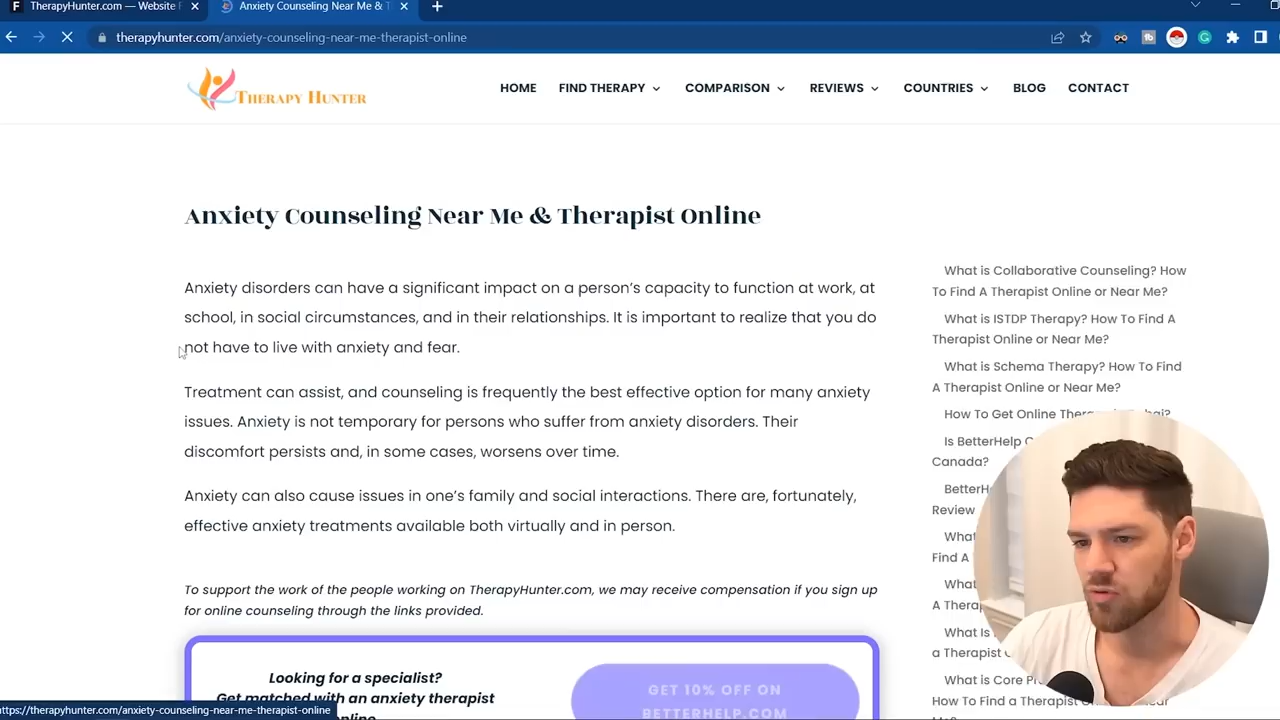 TherapyHunter.com — Website F
Anxiety Counseling Near Me & T
therapyhunter.com/anxiety-counseling-near-me-therapist-online
THERAPY HUNTER
HOME FIND THERAPY COMPARISON REVIEWS COUNTRIES BLOG CONTACT
Anxiety Counseling Near Me & Therapist Online
Anxiety disorders can have a significant impact on a person’s capacity to function at work, at
school, in social circumstances, and in their relationships. It is important to realize that you do
not have to live with anxiety and fear.
Treatment can assist, and counseling is frequently the best effective option for many anxiety
issues. Anxiety is not temporary for persons who suffer from anxiety disorders. Their
discomfort persists and, in some cases, worsens over time.
Anxiety can also cause issues in one’s family and social interactions. There are, fortunately,
effective anxiety treatments available both virtually and in person.
To support the work of the people working on TherapyHunter.com, we may receive compensation if you sign up
for online counseling through the links provided.
Looking for a specialist?
Get matched with an anxiety therapist
online
GET 10% OFF ON
BETTERHELP.COM
What is Collaborative Counseling? How
To Find A Therapist Online or Near Me?
What is ISTDP Therapy? How To Find A
Therapist Online or Near Me?
What is Schema Therapy? How To Find
A Therapist Online or Near Me?
How To Get Online
Is BetterHelp
Canada?
Review
What
Find A
What
What Is
a Therapist
What is Core
How To Find a
https://therapyhunter.com/anxiety-counseling-near-me-therapist-online